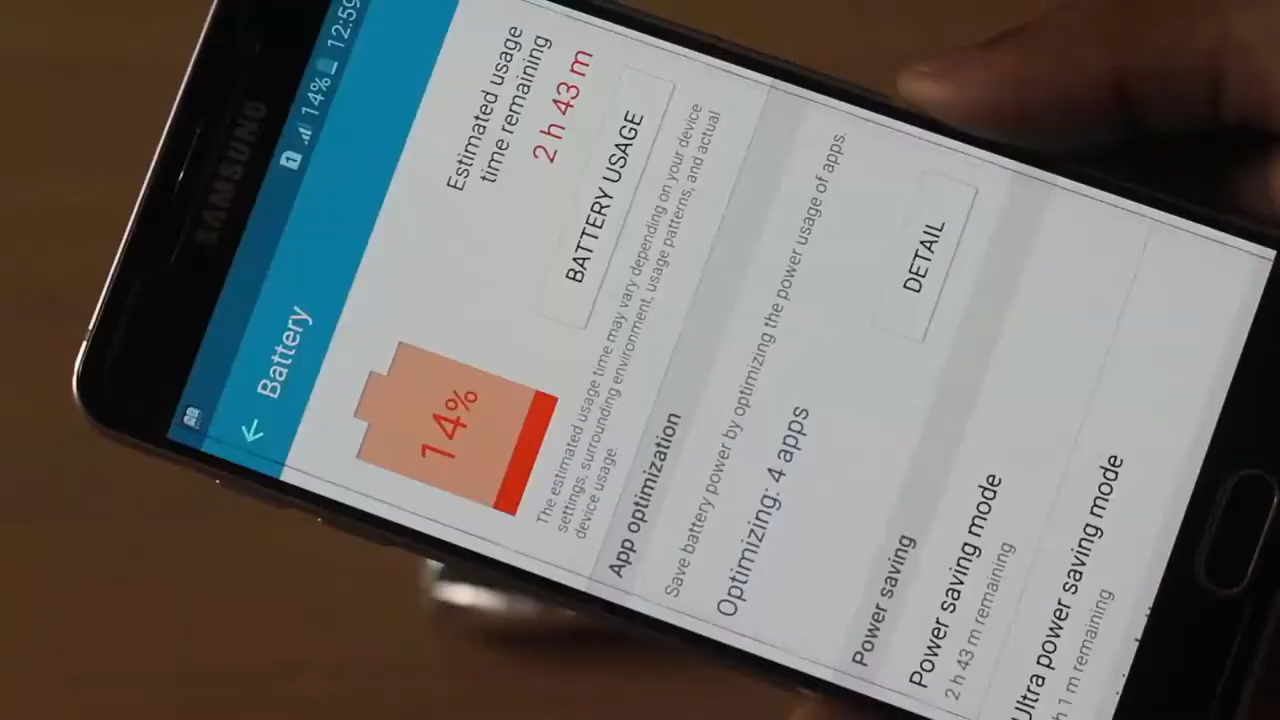 SAMSUNG
1 14% 12:59
Battery
14%
Estimated usage
time remaining
2 h 43 m
BATTERY USAGE
The estimated usage time may vary depending on your device
settings, surrounding environment, usage patterns, and actual
device usage
App optimization
Save battery power by optimizing the power usage of apps.
Optimizing: 4 apps
DETAIL
Power saving
Power saving mode
2 h 43 m remaining
Ultra power saving mode
h 1 m remaining